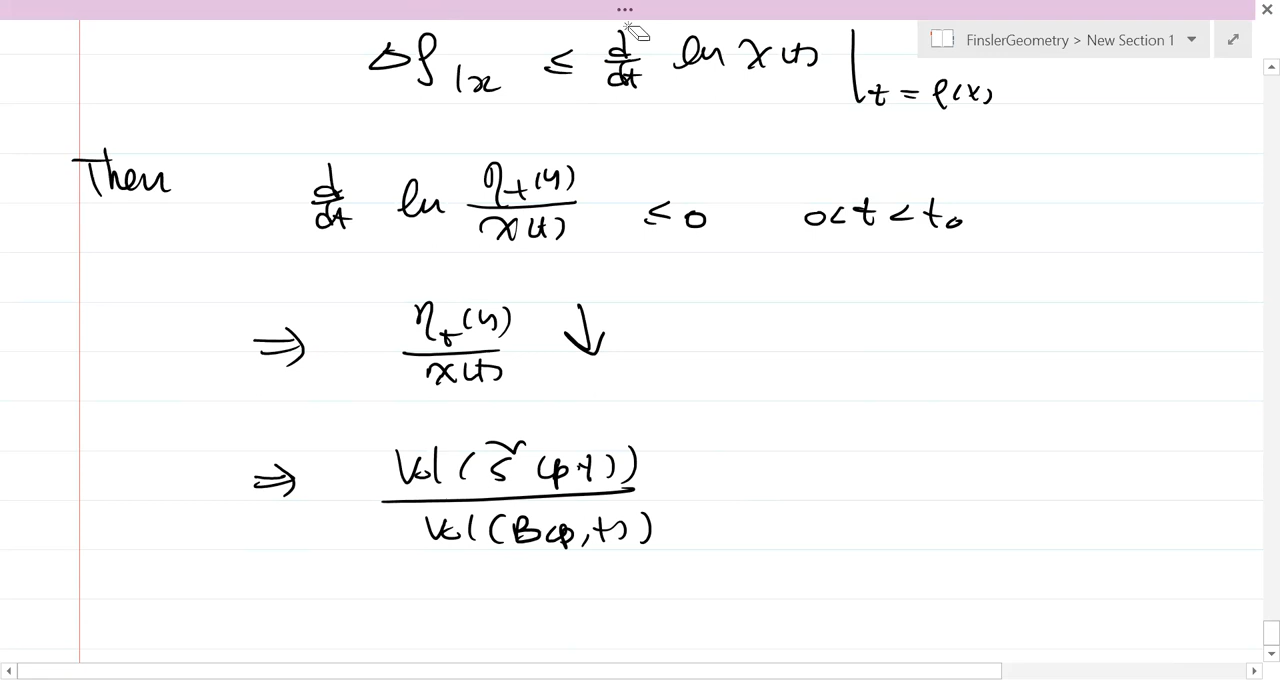 FinslerGeometry > New Section 1
Δρ|x ≤ d/dt ln χ(t) | t = ρ(x)
Then d/dt ln η_t(y)/χ(t) ≤ 0 0<t<t₀
⇒ η_t(y)/χ(t) ↓
⇒ Vol(S(p,t))/Vol(B(p,t))